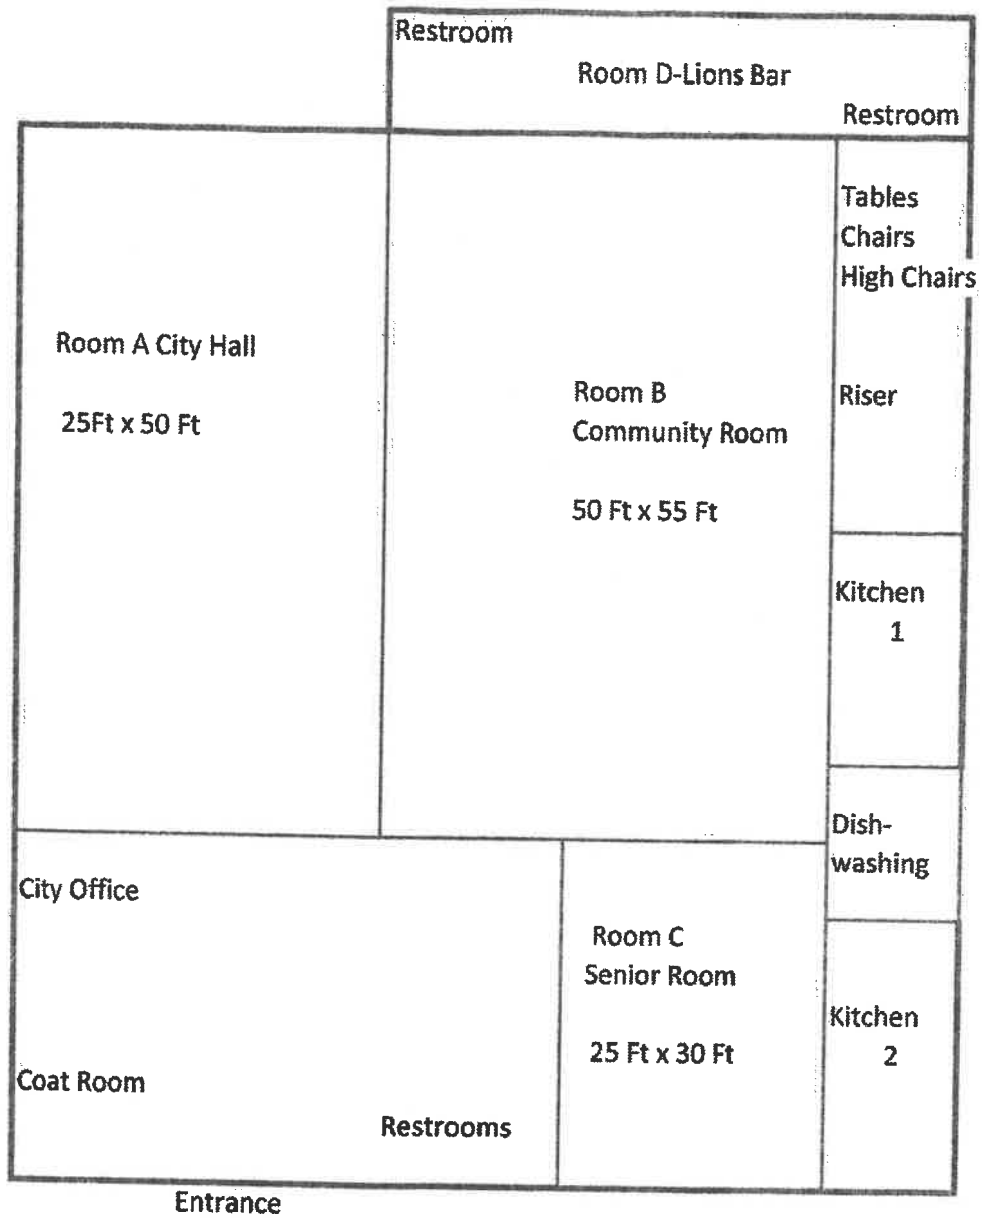 Restroom
Room D-Lions Bar
Restroom
Tables
Chairs
High Chairs
Riser
Room A City Hall
25Ft x 50 Ft
Room B
Community Room
50 Ft x 55 Ft
Kitchen
1
Dish-
washing
City Office
Room C
Senior Room
25 Ft x 30 Ft
Kitchen
2
Coat Room
Restrooms
Entrance